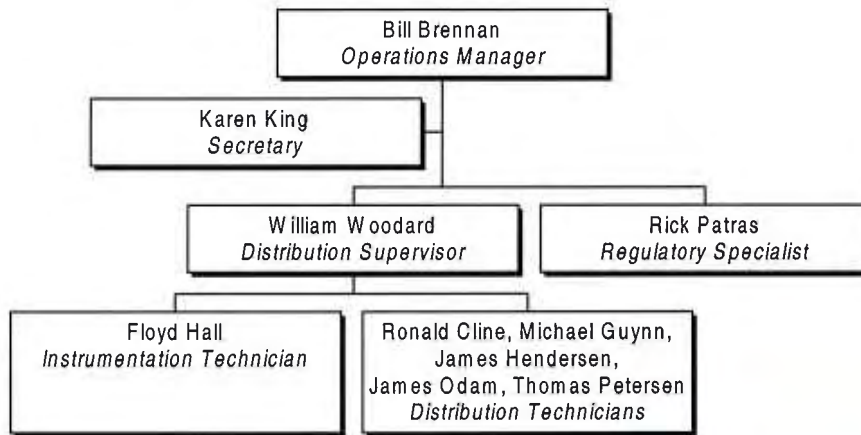 Bill Brennan
Operations Manager
Karen King
Secretary
William Woodard
Distribution Supervisor
Rick Patras
Regulatory Specialist
Floyd Hall
Instrumentation Technician
Ronald Cline, Michael Guynn,
James Hendersen,
James Odam, Thomas Petersen
Distribution Technicians